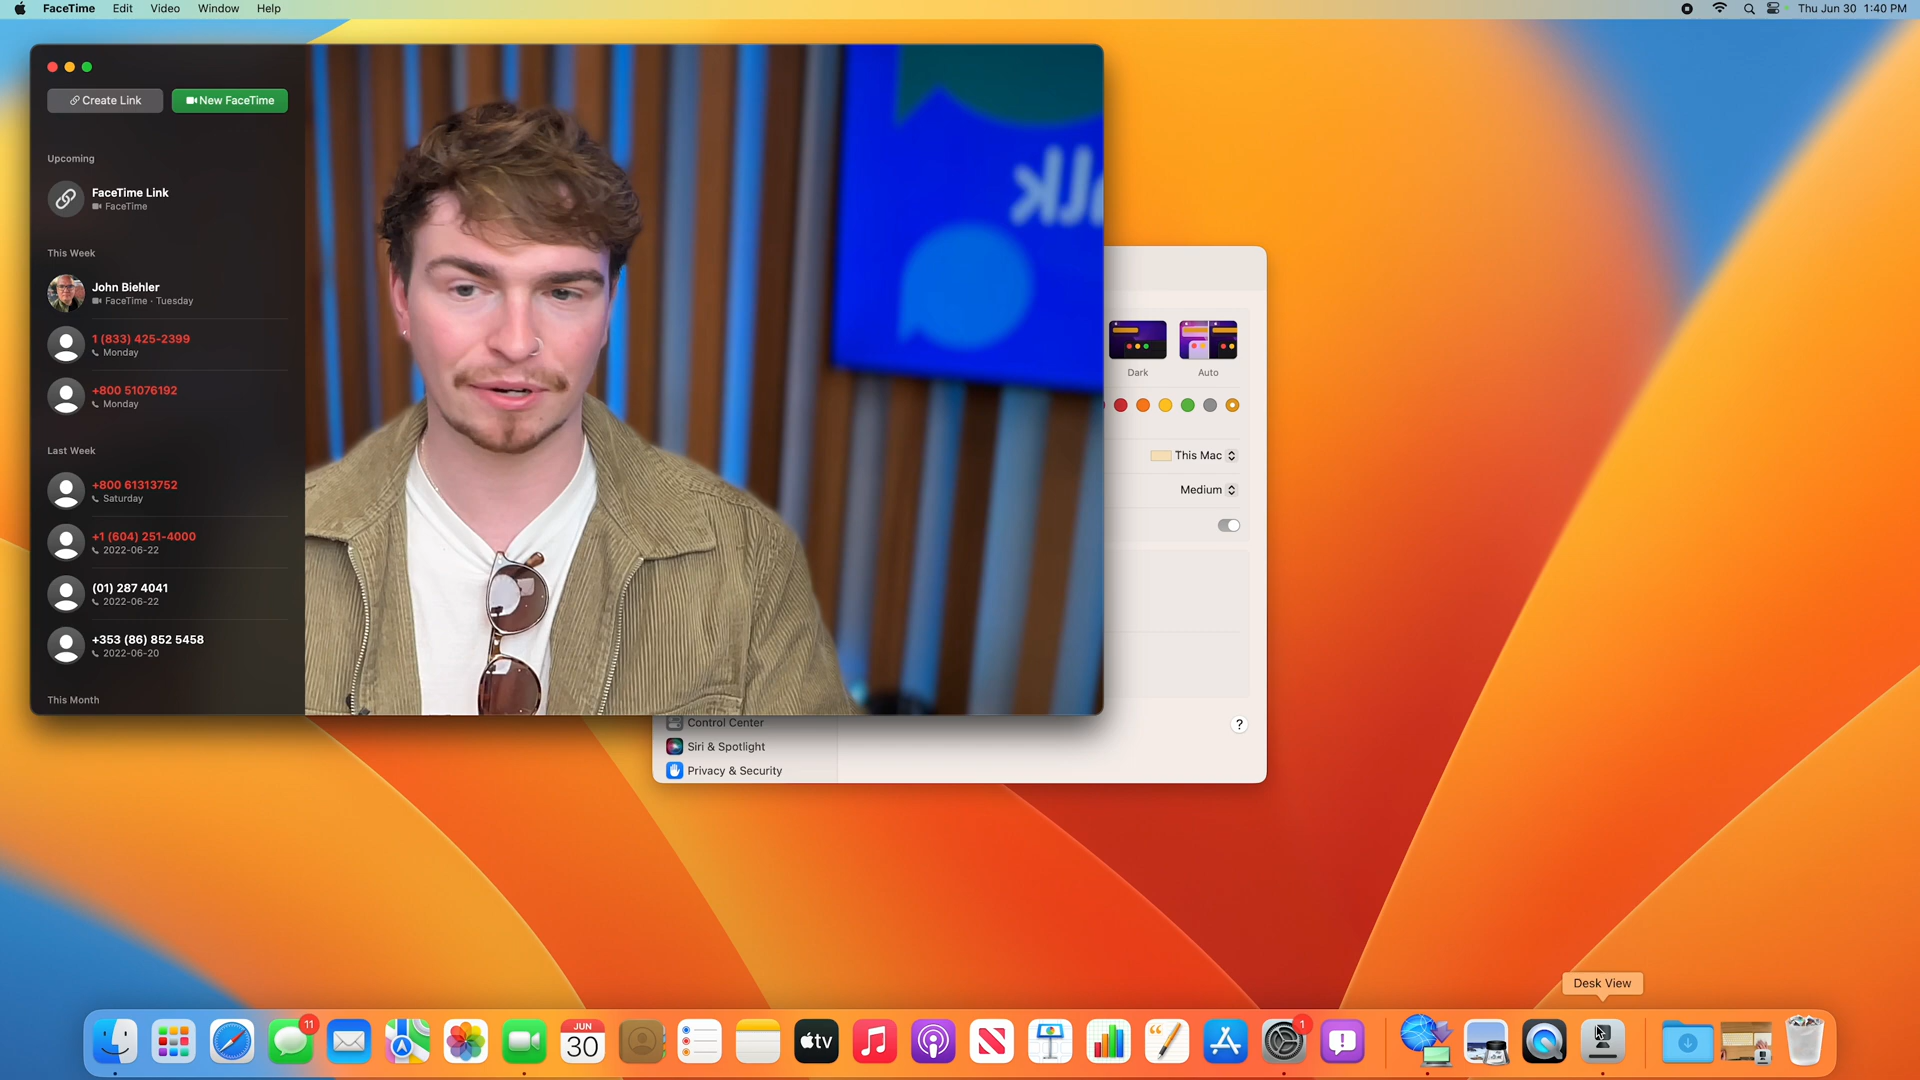 FaceTime Edit Video Window Help
Thu Jun 30 1:40 PM
Create Link
New FaceTime
Upcoming
FaceTime Link
FaceTime
This Week
John Biehler
FaceTime · Tuesday
1 (833) 425-2399
Monday
+800 51076192
Monday
Last Week
+800 61313752
Saturday
+1 (604) 251-4000
2022-06-22
(01) 287 4041
2022-06-22
+353 (86) 852 5458
2022-06-20
This Month
Dark
Auto
This Mac
Medium
?
Control Center
Siri & Spotlight
Privacy & Security
Desk View
11
JUN
30
tv
1